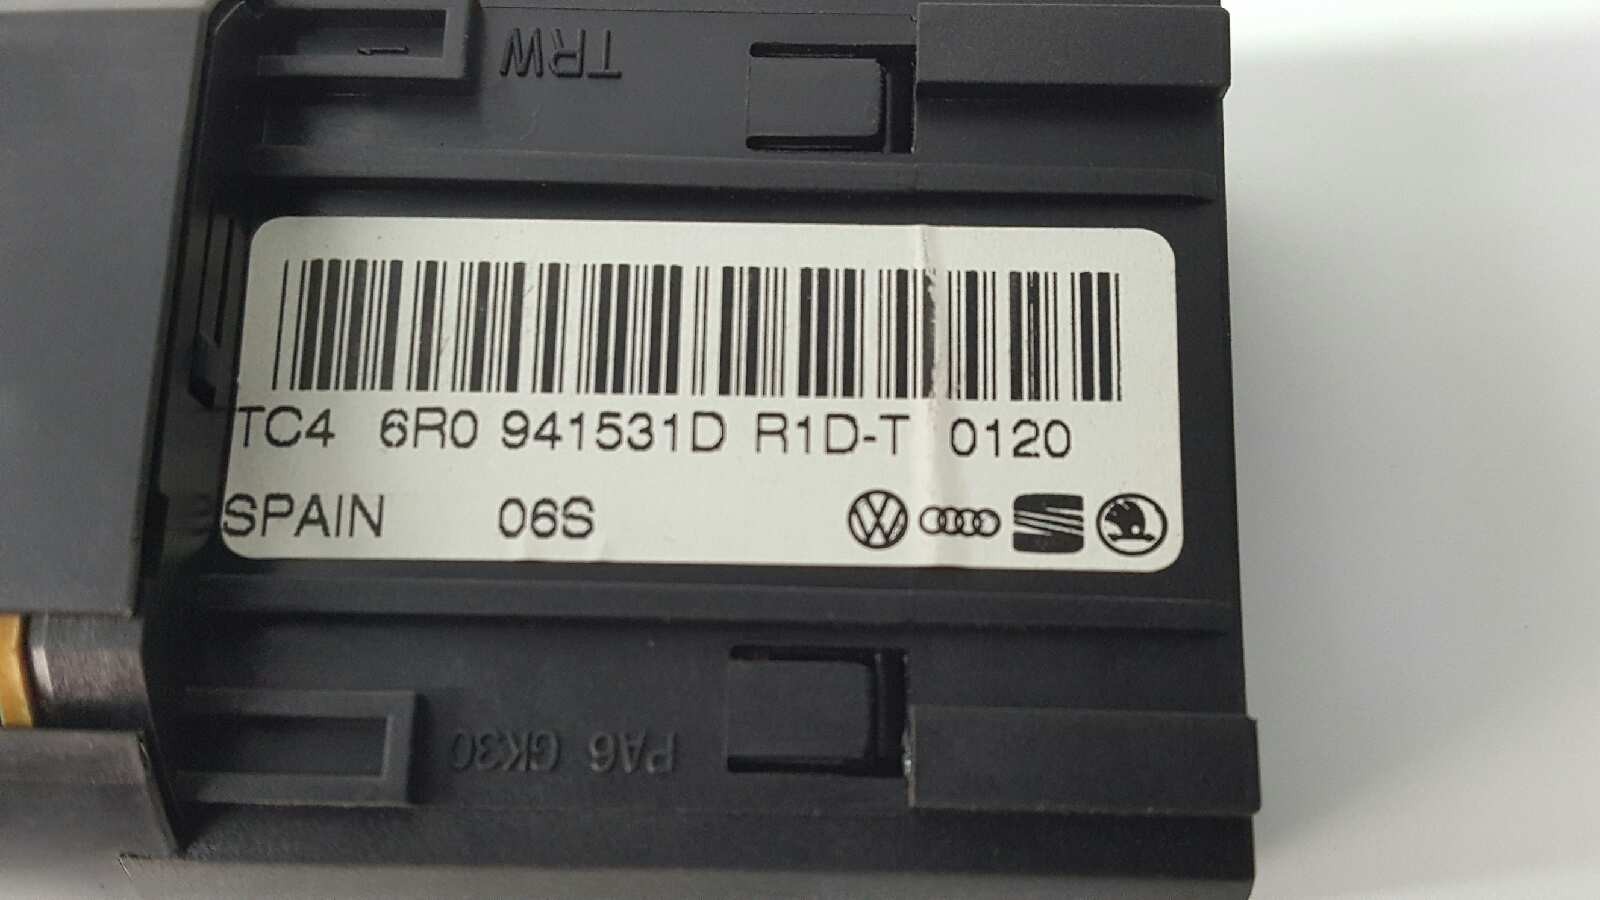 TRW
TC4 6R0 941531D R1D-T 0120
SPAIN 06S
PA6 GK30